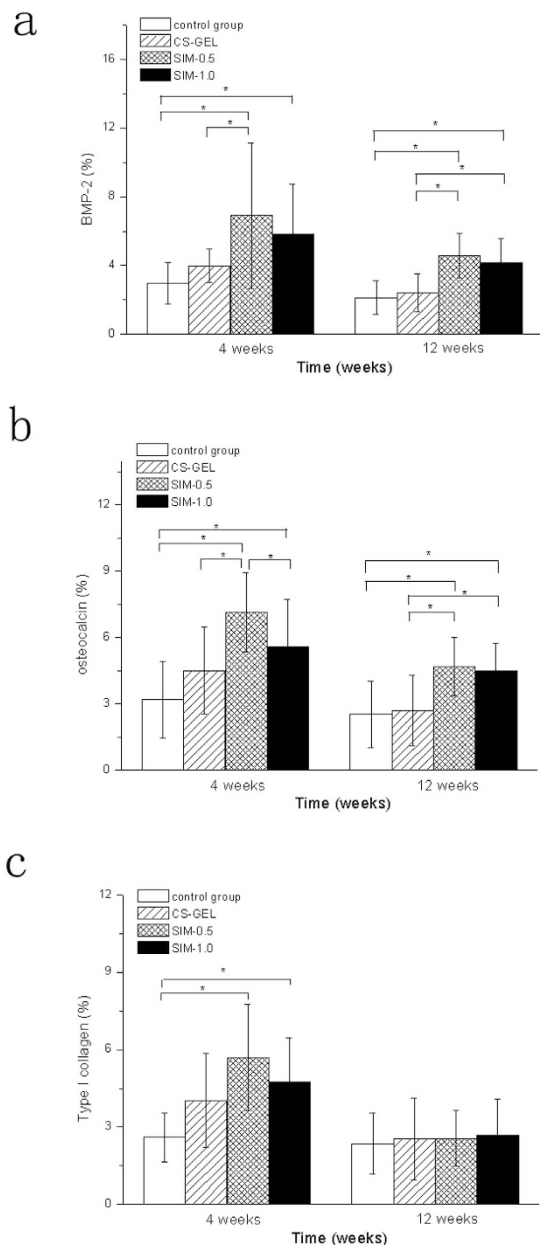 a
control group
CS-GEL
SIM-0.5
SIM-1.0
18
12
6
4
0
BMP-2 (%)
*
*
*
*
*
*
*
4 weeks
12 weeks
Time (weeks)
b
control group
CS-GEL
SIM-0.5
SIM-1.0
9
6
3
0
osteocalcin (%)
*
*
*
*
*
*
*
*
4 weeks
12 weeks
Time (weeks)
c
12
control group
CS-GEL
SIM-0.5
SIM-1.0
9
6
3
0
Type I collagen (%)
*
*
4 weeks
12 weeks
Time (weeks)